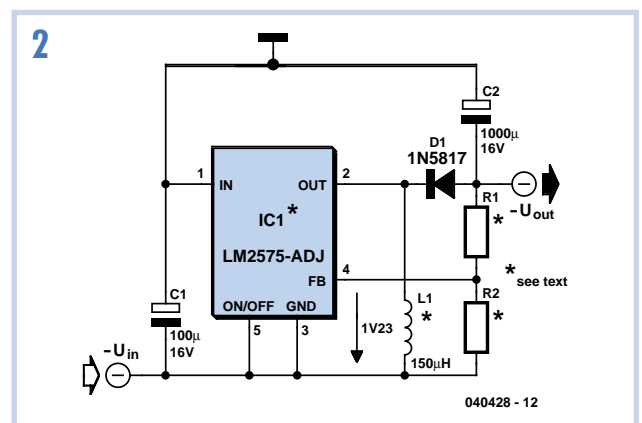 2
C2
1000µ
16V
D1
1N5817
1
IN
OUT
2
IC1*
LM2575-ADJ
FB
4
ON/OFF
GND
5
3
C1
100µ
16V
-Uin
1V23
L1
*
150µH
-Uout
R1
*
*see text
R2
*
040428 - 12